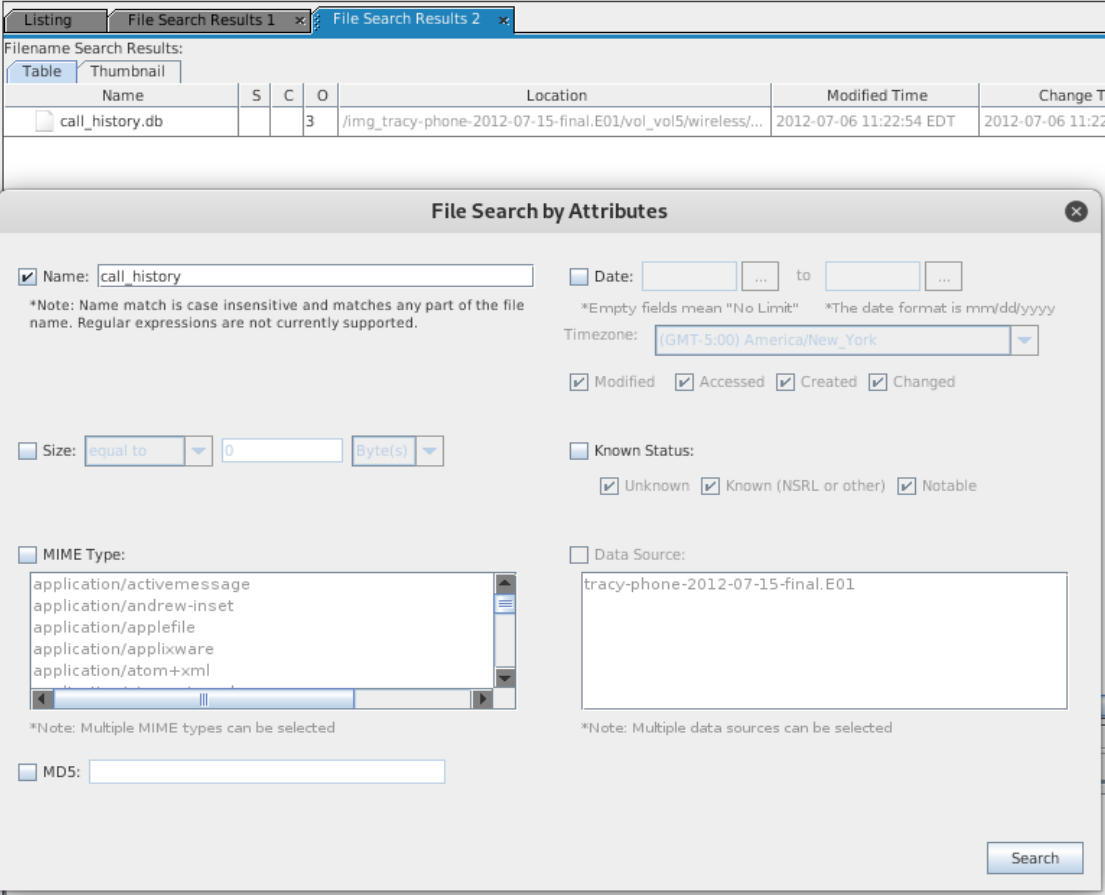 Listing File Search Results 1 × File Search Results 2 ×
Filename Search Results:
Table Thumbnail
Name S C O Location Modified Time Change T
call_history.db 3 /img_tracy-phone-2012-07-15-final.E01/vol_vol5/wireless/... 2012-07-06 11:22:54 EDT 2012-07-06 11:22
File Search by Attributes
Name: call_history
*Note: Name match is case insensitive and matches any part of the file
name. Regular expressions are not currently supported.
Date: ... to ...
*Empty fields mean "No Limit" *The date format is mm/dd/yyyy
Timezone: (GMT-5:00) America/New_York
Modified Accessed Created Changed
Size: equal to 0 Byte(s)
Known Status:
Unknown Known (NSRL or other) Notable
MIME Type:
application/activemessage
application/andrew-inset
application/applefile
application/applixware
application/atom+xml
*Note: Multiple MIME types can be selected
Data Source:
tracy-phone-2012-07-15-final.E01
*Note: Multiple data sources can be selected
MD5:
Search